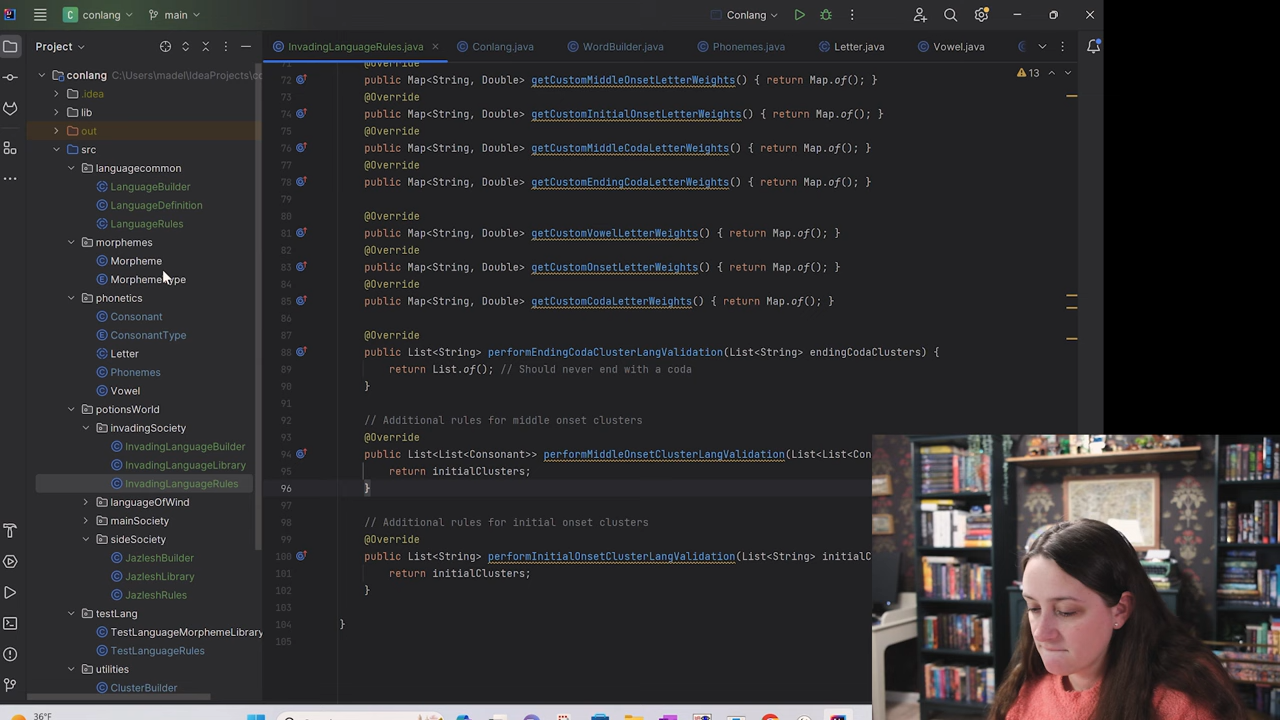 conlang main Conlang
Project
InvadingLanguageRules.java Conlang.java WordBuilder.java Phonemes.java Letter.java Vowel.java
conlang C:\Users\madel\IdeaProjects\co
.idea
lib
out
src
languagecommon
LanguageBuilder
LanguageDefinition
LanguageRules
morphemes
Morpheme
MorphemeType
phonetics
Consonant
ConsonantType
Letter
Phonemes
Vowel
potionsWorld
invadingSociety
InvadingLanguageBuilder
InvadingLanguageLibrary
InvadingLanguageRules
languageOfWind
mainSociety
sideSociety
JazleshBuilder
JazleshLibrary
JazleshRules
testLang
TestLanguageMorphemeLibrary
TestLanguageRules
utilities
ClusterBuilder
13
71 @Override
72 public Map<String, Double> getCustomMiddleOnsetLetterWeights() { return Map.of(); }
73 @Override
74 public Map<String, Double> getCustomInitialOnsetLetterWeights() { return Map.of(); }
75 @Override
76 public Map<String, Double> getCustomMiddleCodaLetterWeights() { return Map.of(); }
77 @Override
78 public Map<String, Double> getCustomEndingCodaLetterWeights() { return Map.of(); }
79
80 @Override
81 public Map<String, Double> getCustomVowelLetterWeights() { return Map.of(); }
82 @Override
83 public Map<String, Double> getCustomOnsetLetterWeights() { return Map.of(); }
84 @Override
85 public Map<String, Double> getCustomCodaLetterWeights() { return Map.of(); }
86
87 @Override
88 public List<String> performEndingCodaClusterLangValidation(List<String> endingCodaClusters) {
89 return List.of(); // Should never end with a coda
90 }
91
92 // Additional rules for middle onset clusters
93 @Override
94 public List<List<Consonant>> performMiddleOnsetClusterLangValidation(List<List<Con
95 return initialClusters;
96 }
97
98 // Additional rules for initial onset clusters
99 @Override
100 public List<String> performInitialOnsetClusterLangValidation(List<String> initialC
101 return initialClusters;
102 }
103
104 }
105
36°F